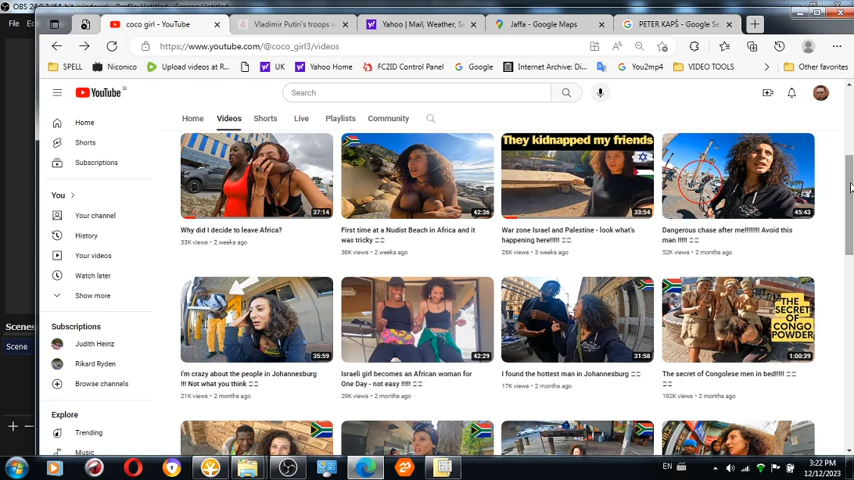 coco girl - YouTube
Vladimir Putin's troops w
Yahoo | Mail, Weather, S
Jaffa - Google Maps
PETER KAPŠ - Google Se
https://www.youtube.com/@coco_girl3/videos
SPELL
Niconico
Upload videos at R...
UK
Yahoo Home
FC2ID Control Panel
Google
Internet Archive: Di...
You2mp4
VIDEO TOOLS
Other favorites
YouTube
Search
Home
Videos
Shorts
Live
Playlists
Community
Home
Shorts
Subscriptions
You
Your channel
History
Your videos
Watch later
Show more
Subscriptions
Judith Heinz
Rikard Ryden
Browse channels
Explore
Trending
Music
37:14
Why did I decide to leave Africa?
33K views • 2 weeks ago
42:36
First time at a Nudist Beach in Africa and it
was tricky
36K views • 2 weeks ago
They kidnapped my friends
33:54
War zone Israel and Palestine - look what's
happening here!!!!!
26K views • 3 weeks ago
45:43
Dangerous chase after me!!!!!!!! Avoid this
man !!!!!
52K views • 2 months ago
35:59
I'm crazy about the people in Johannesburg
!!! Not what you think
21K views • 2 months ago
42:29
Israeli girl becomes an African woman for
One Day - not easy !!!!!
29K views • 2 months ago
31:58
I found the hottest man in Johannesburg
17K views • 2 months ago
THE
SECRET
OF
CONGO
POWDER
1:00:39
The secret of Congolese men in bed!!!!!
192K views • 2 months ago
Scenes
Scene
EN
3:22 PM
12/12/2023